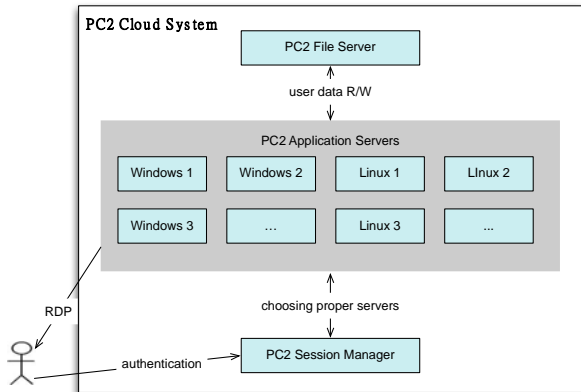 PC2 Cloud System
PC2 File Server
user data R/W
PC2 Application Servers
Windows 1
Windows 2
Linux 1
LInux 2
Windows 3
...
Linux 3
...
RDP
choosing proper servers
authentication
PC2 Session Manager